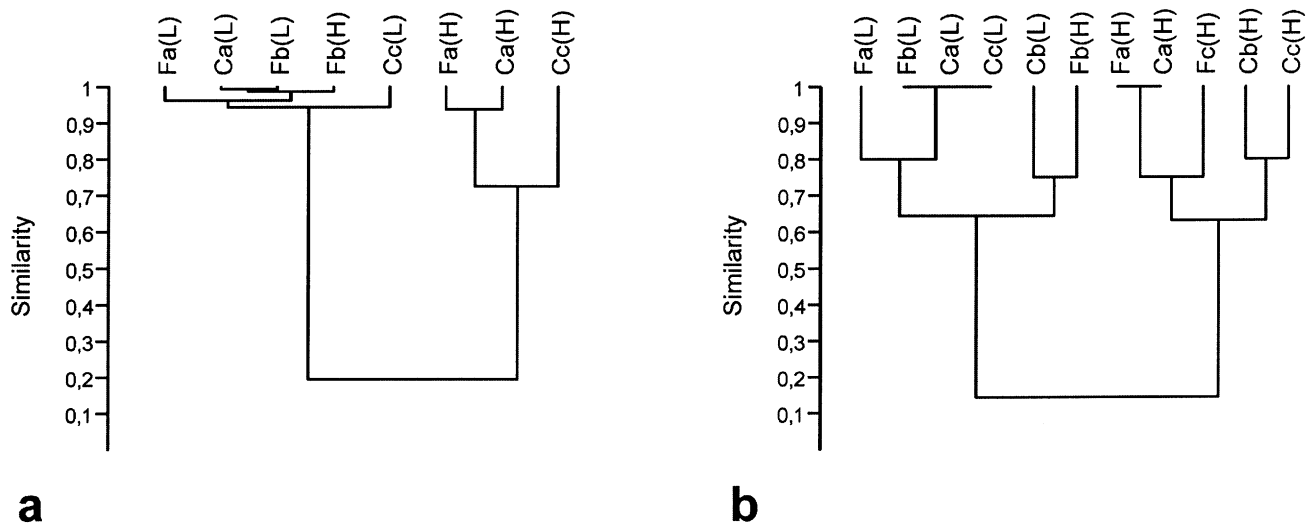 Fa(L)
Ca(L)
Fb(L)
Fb(H)
Cc(L)
Fa(H)
Ca(H)
Cc(H)
1
0,9
0,8
0,7
0,6
0,5
0,4
0,3
0,2
0,1
Similarity
a
Fa(L)
Fb(L)
Ca(L)
Cc(L)
Cb(L)
Fb(H)
Fa(H)
Ca(H)
Fc(H)
Cb(H)
Cc(H)
1
0,9
0,8
0,7
0,6
0,5
0,4
0,3
0,2
0,1
Similarity
b